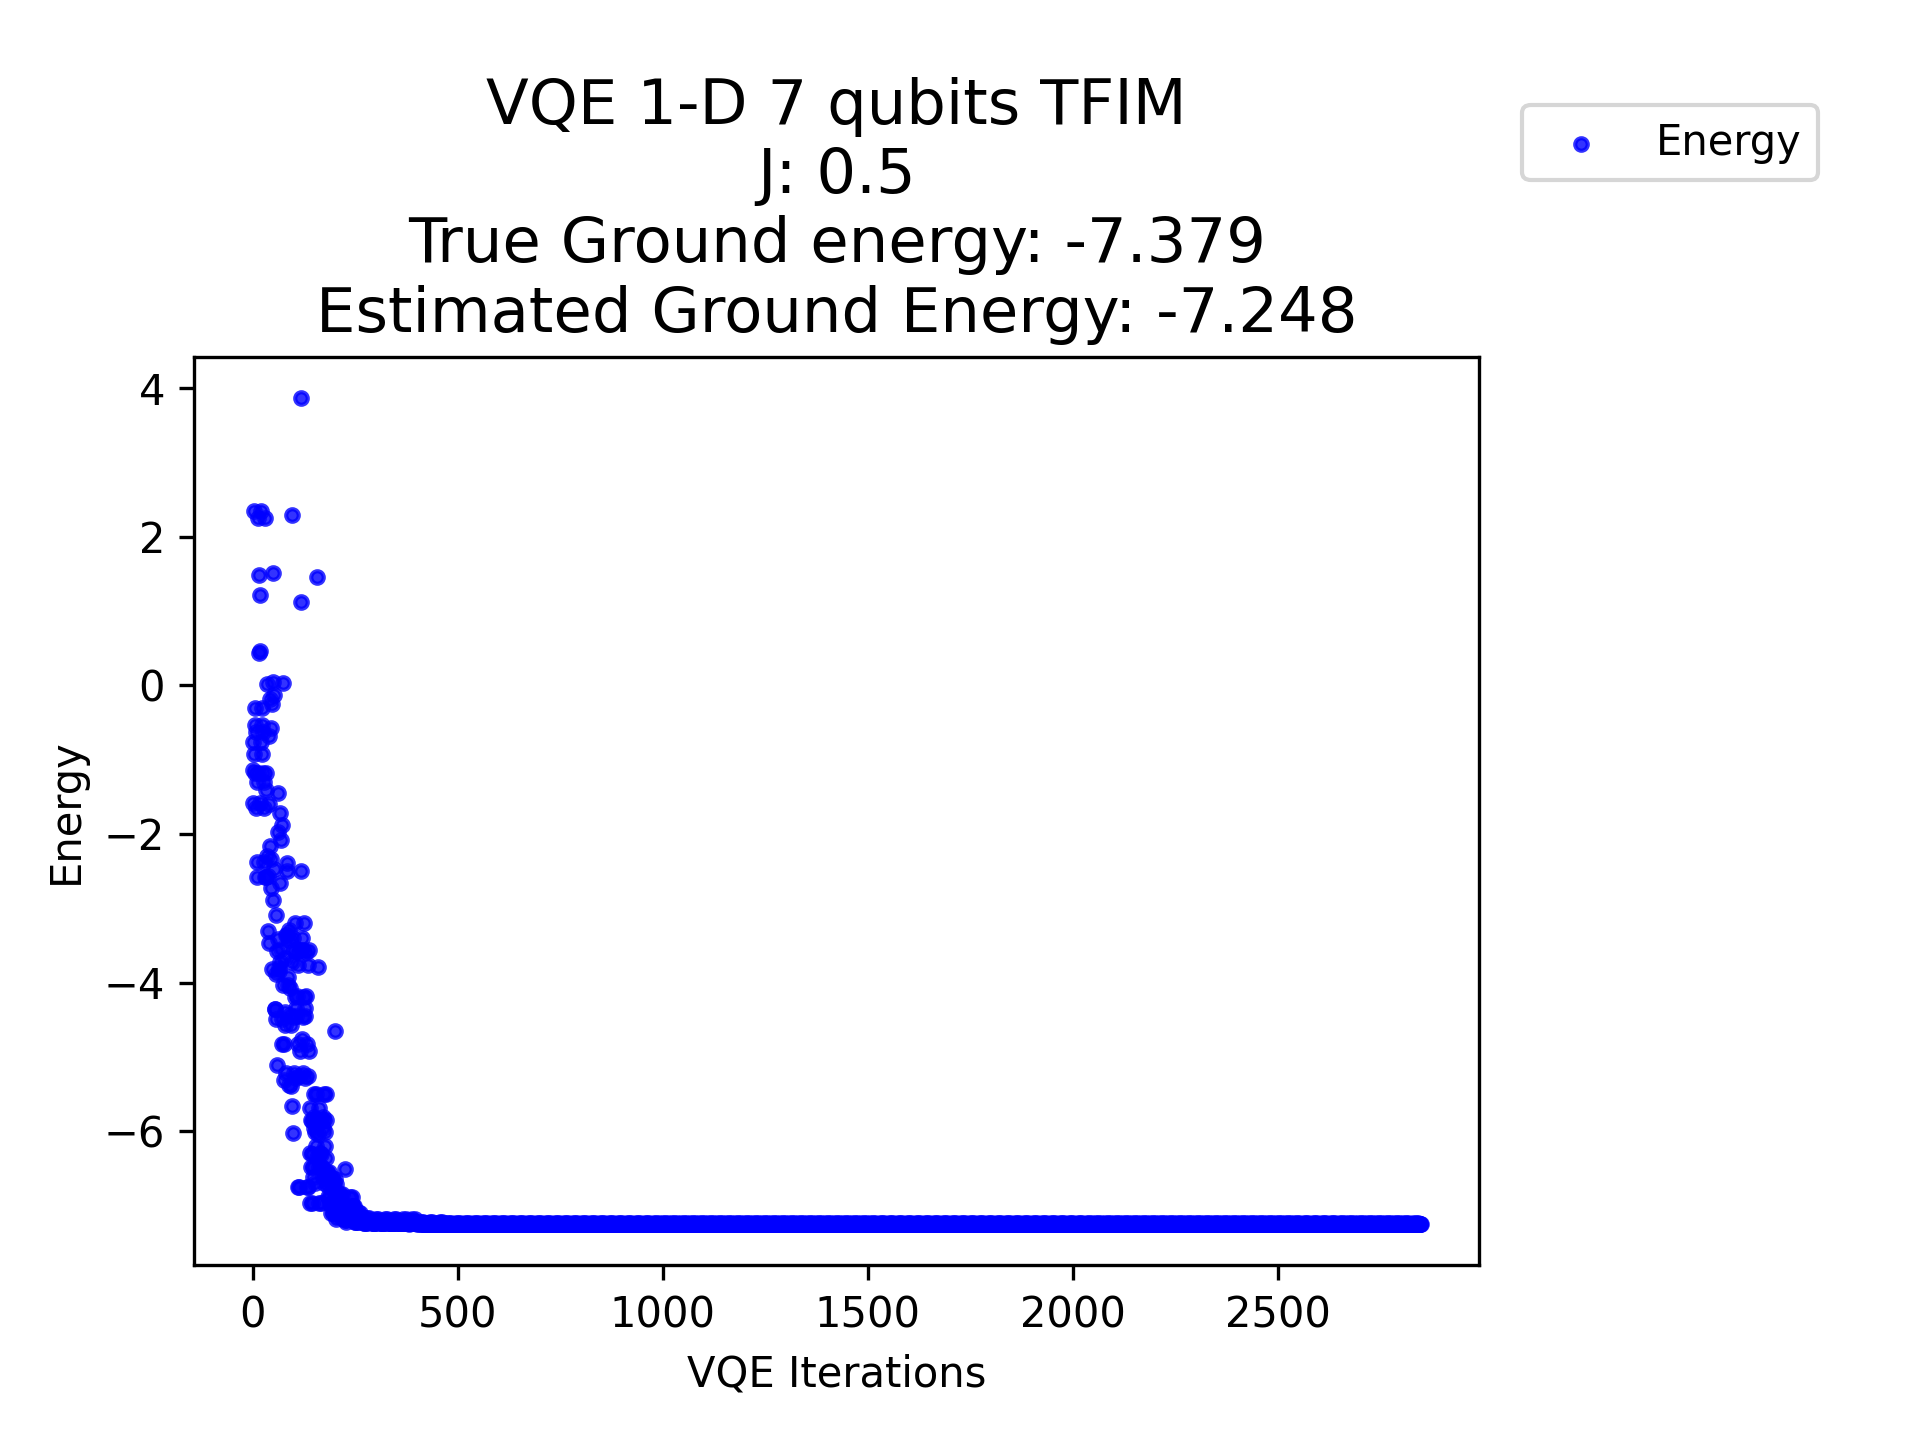 VQE 1-D 7 qubits TFIM
J: 0.5
True Ground energy: -7.379
Estimated Ground Energy: -7.248
Energy
4
2
0
−2
−4
−6
Energy
0 500 1000 1500 2000 2500
VQE Iterations